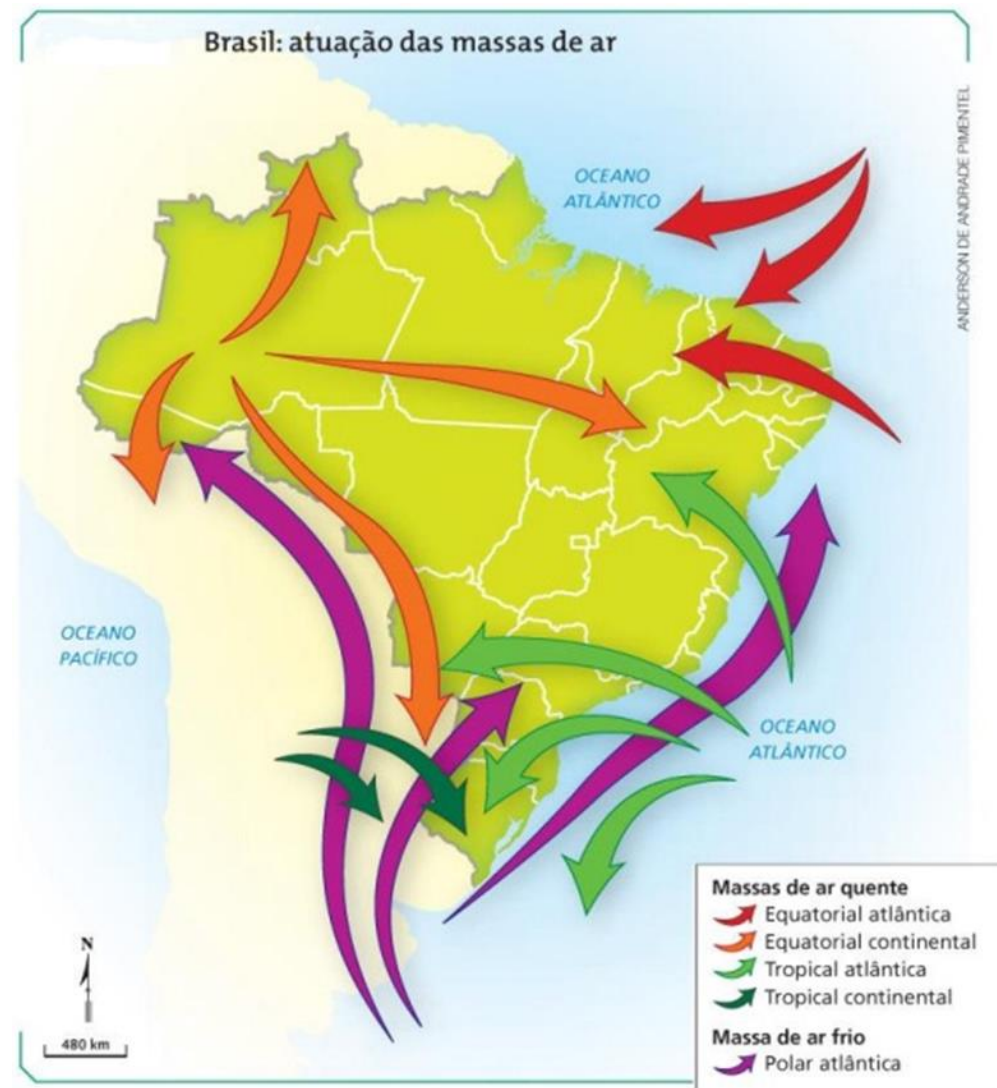 Brasil: atuação das massas de ar
ANDERSON DE ANDRADE PIMENTEL
OCEANO
ATLÂNTICO
OCEANO
PACÍFICO
OCEANO
ATLÂNTICO
N
480 km
Massas de ar quente
Equatorial atlântica
Equatorial continental
Tropical atlântica
Tropical continental
Massa de ar frio
Polar atlântica